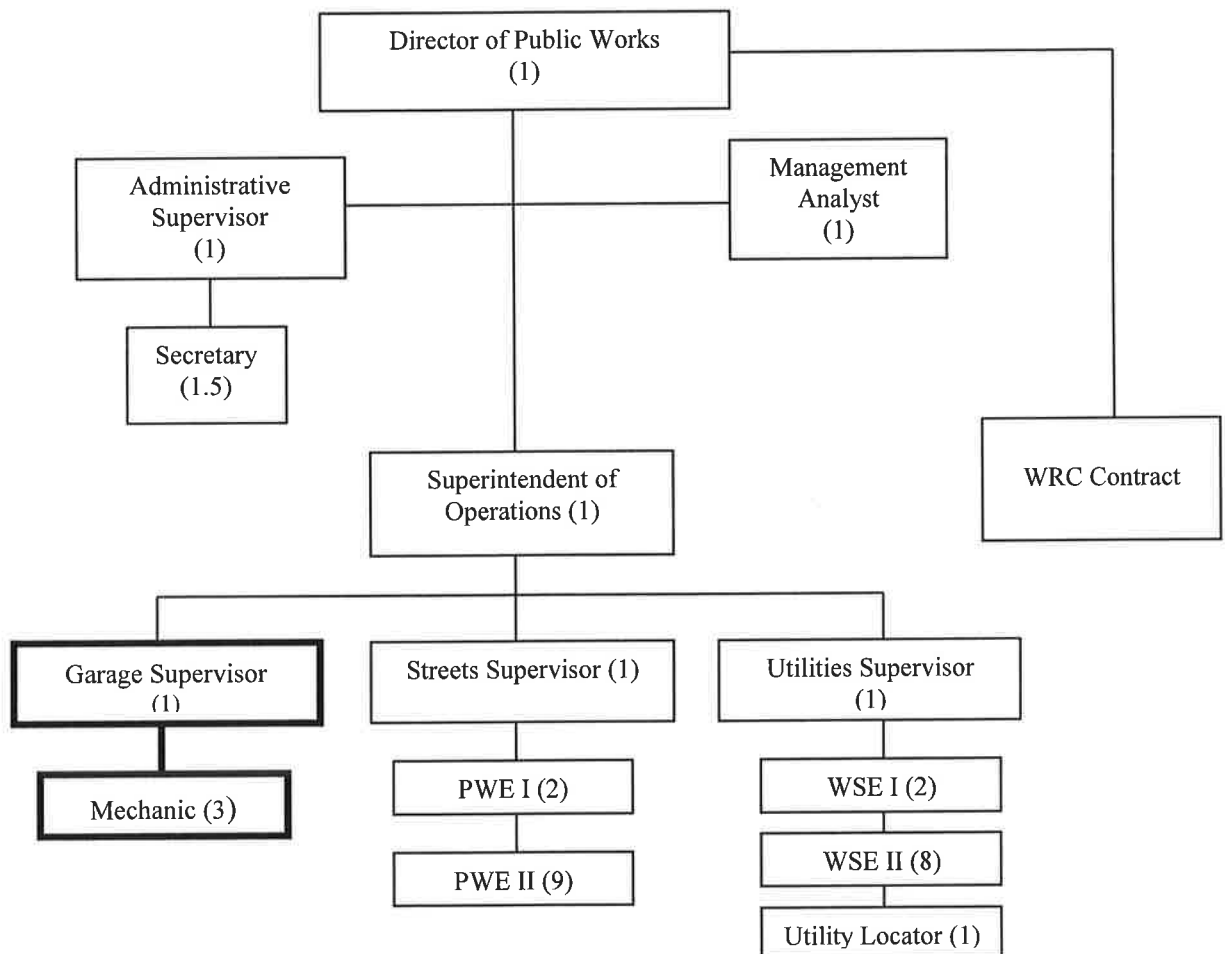 Director of Public Works
(1)
Administrative
Supervisor
(1)
Management
Analyst
(1)
Secretary
(1.5)
Superintendent of
Operations (1)
WRC Contract
Garage Supervisor
(1)
Streets Supervisor (1)
Utilities Supervisor
(1)
Mechanic (3)
PWE I (2)
WSE I (2)
PWE II (9)
WSE II (8)
Utility Locator (1)